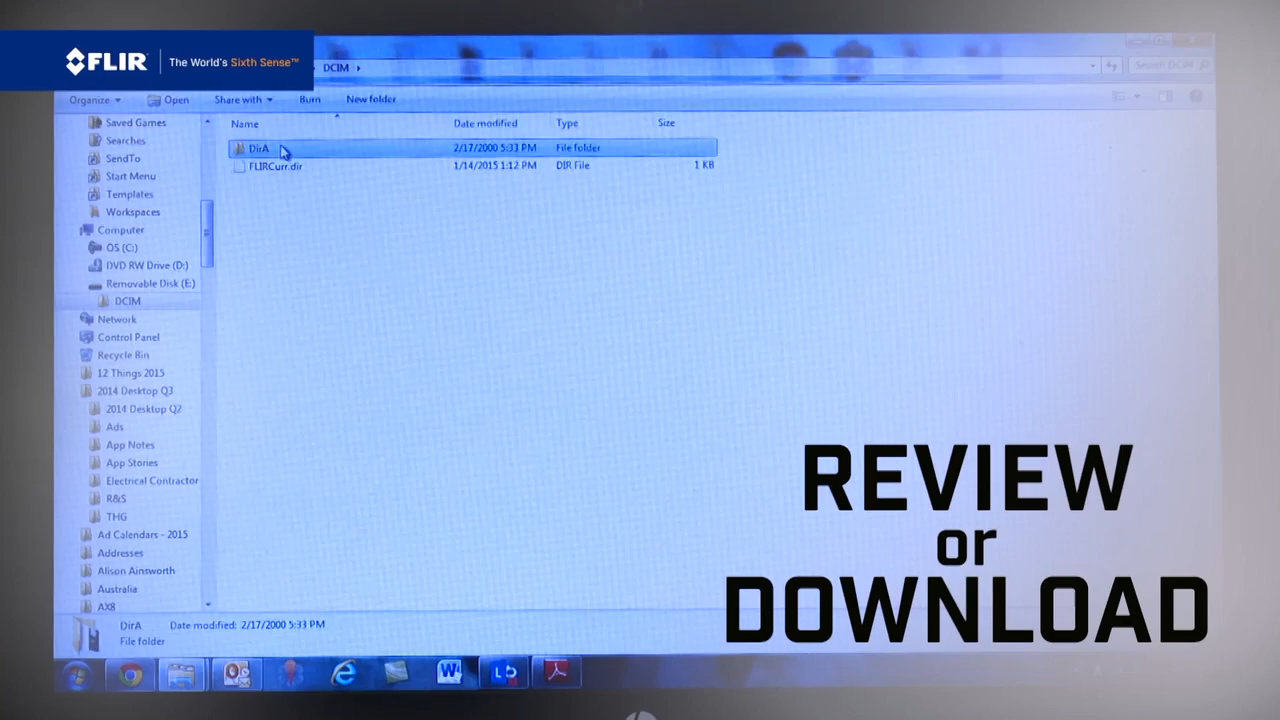 FLIR The World's Sixth Sense™
DCIM
Search DCIM
Organize Open Share with Burn New folder
Name Date modified Type Size
DirA 2/17/2000 5:33 PM File folder
FLIRCurr.dir 1/14/2015 1:12 PM DIR File 1 KB
Saved Games
Searches
SendTo
Start Menu
Templates
Workspaces
Computer
OS (C:)
DVD RW Drive (D:)
Removable Disk (E:)
DCIM
Network
Control Panel
Recycle Bin
12 Things 2015
2014 Desktop Q3
2014 Desktop Q2
Ads
App Notes
App Stories
Electrical Contractor
R&S
THG
Ad Calendars - 2015
Addresses
Alison Ainsworth
Australia
AX8
DirA Date modified: 2/17/2000 5:33 PM
File folder
REVIEW
or
DOWNLOAD